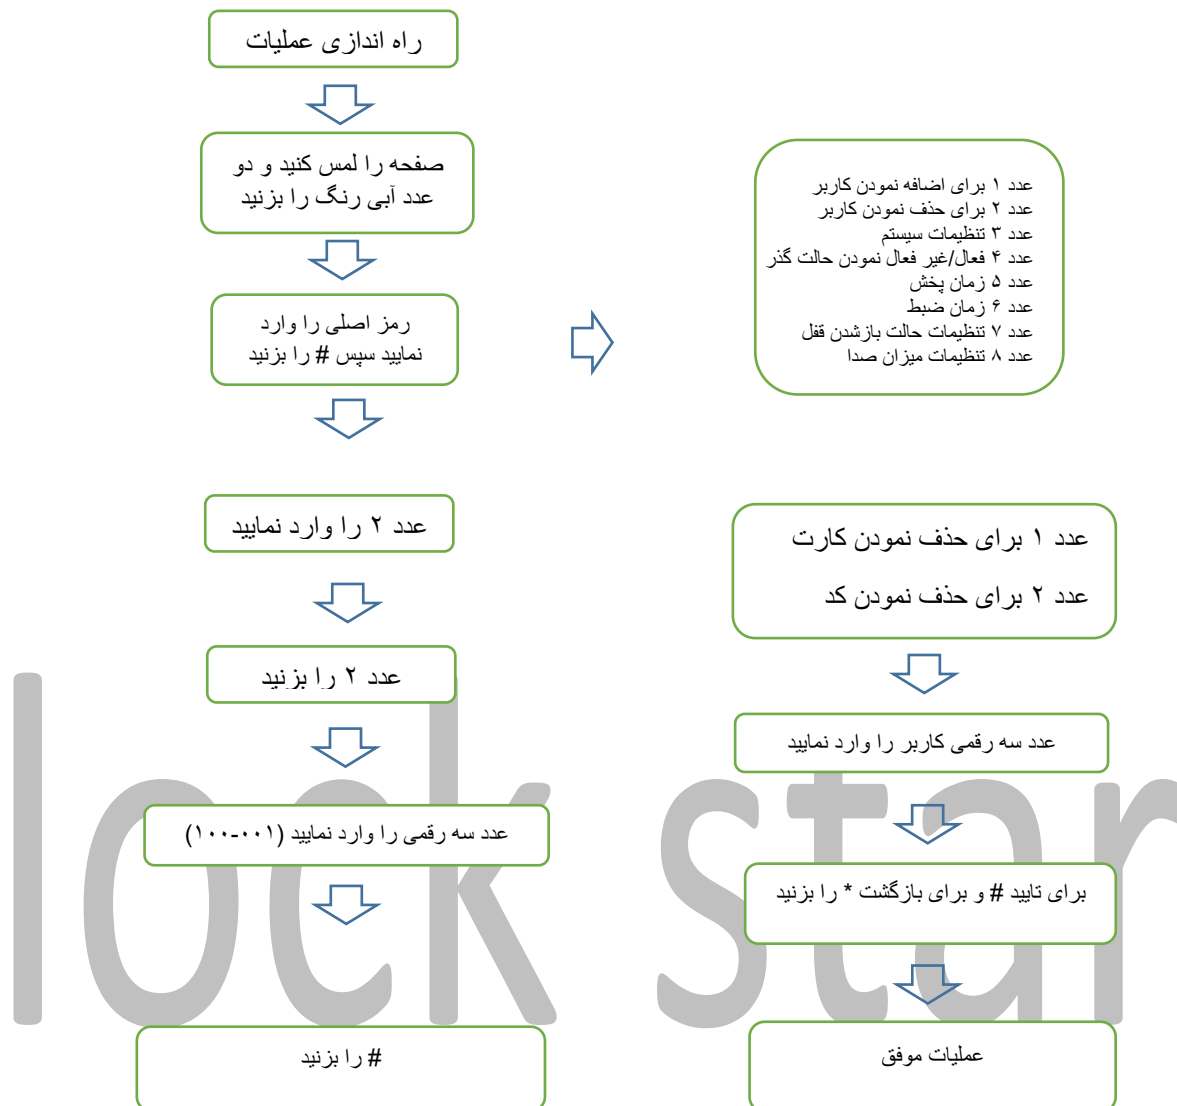 راه اندازی عملیات
صفحه را لمس کنید و دو
عدد آبی رنگ را بزنید
رمز اصلی را وارد
نمایید سپس # را بزنید
عدد ۱ برای اضافه نمودن کاربر
عدد ۲ برای حذف نمودن کاربر
عدد ۳ تنظیمات سیستم
عدد ۴ فعال/غیر فعال نمودن حالت گذر
عدد ۵ زمان پخش
عدد ۶ زمان ضبط
عدد ۷ تنظیمات حالت بازشدن قفل
عدد ۸ تنظیمات میزان صدا
عدد ۲ را وارد نمایید
عدد ۲ را بزنید
عدد سه رقمی را وارد نمایید (۰۰۱-۱۰۰)
# را بزنید
عدد ۱ برای حذف نمودن کارت
عدد ۲ برای حذف نمودن کد
عدد سه رقمی کاربر را وارد نمایید
برای تایید # و برای بازگشت * را بزنید
عملیات موفق
lock star